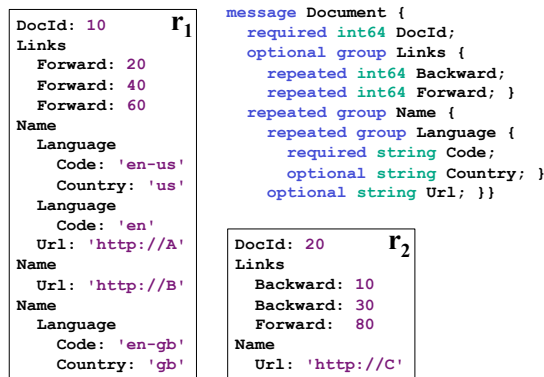 DocId: 10 r1
Links
Forward: 20
Forward: 40
Forward: 60
Name
Language
Code: 'en-us'
Country: 'us'
Language
Code: 'en'
Url: 'http://A'
Name
Url: 'http://B'
Name
Language
Code: 'en-gb'
Country: 'gb'
message Document {
required int64 DocId;
optional group Links {
repeated int64 Backward;
repeated int64 Forward; }
repeated group Name {
repeated group Language {
required string Code;
optional string Country; }
optional string Url; }}
DocId: 20 r2
Links
Backward: 10
Backward: 30
Forward: 80
Name
Url: 'http://C'